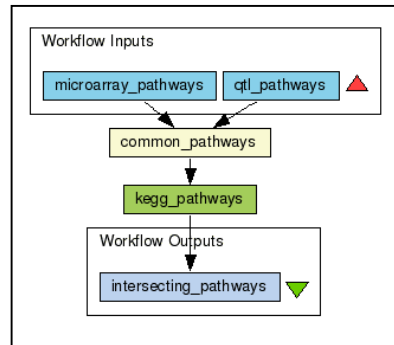 Workflow Inputs
microarray_pathways
qtl_pathways
common_pathways
kegg_pathways
Workflow Outputs
intersecting_pathways